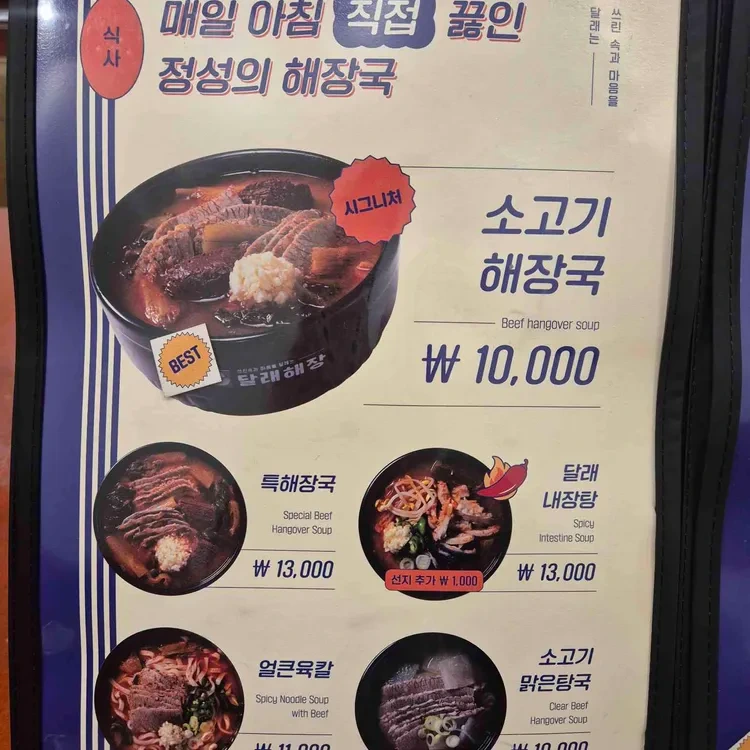 식사
매일 아침 직접 끓인
정성의 해장국
쓰린 속과 마음을
달래는
시그니처
소고기
해장국
Beef hangover soup
₩ 10,000
BEST
달래해장
특해장국
Special Beef
Hangover Soup
₩ 13,000
달래
내장탕
Spicy
Intestine Soup
₩ 13,000
선지 추가 ₩ 1,000
얼큰육칼
Spicy Noodle Soup
with Beef
소고기
맑은탕국
Clear Beef
Hangover Soup